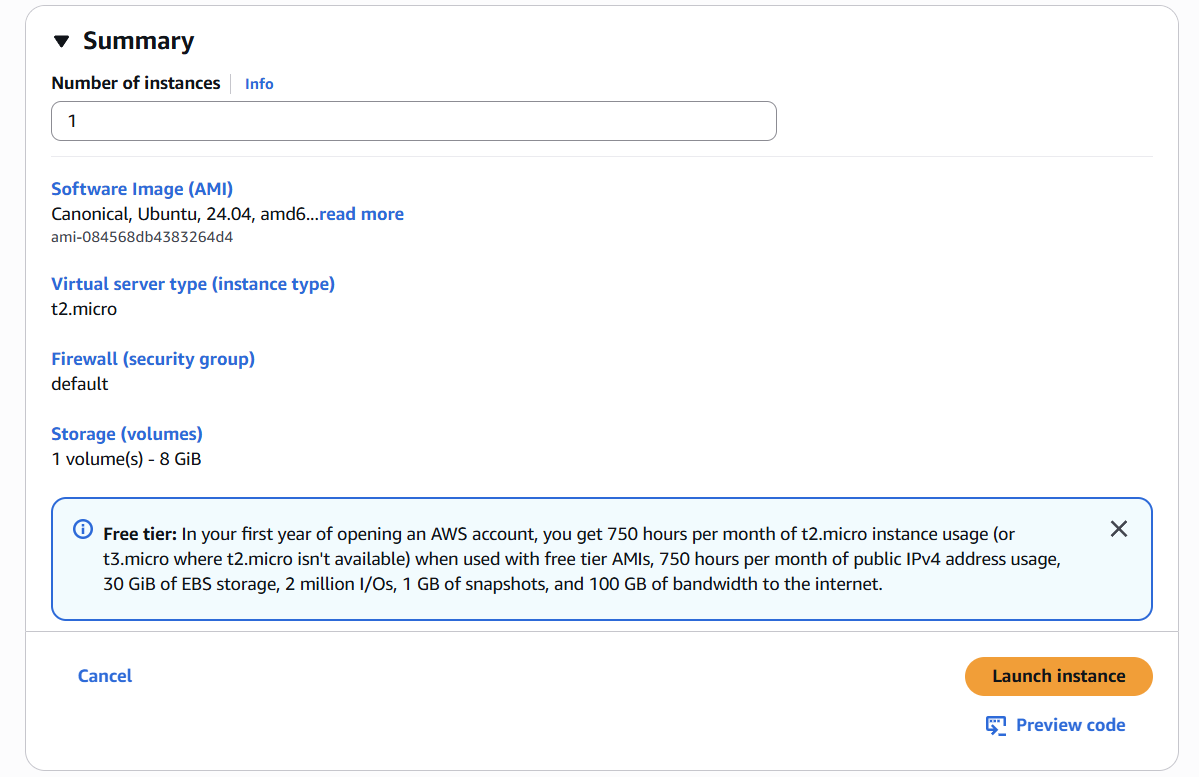 Summary
Number of instances Info
1
Software Image (AMI)
Canonical, Ubuntu, 24.04, amd6...read more
ami-084568db4383264d4
Virtual server type (instance type)
t2.micro
Firewall (security group)
default
Storage (volumes)
1 volume(s) - 8 GiB
Free tier: In your first year of opening an AWS account, you get 750 hours per month of t2.micro instance usage (or
t3.micro where t2.micro isn't available) when used with free tier AMIs, 750 hours per month of public IPv4 address usage,
30 GiB of EBS storage, 2 million I/Os, 1 GB of snapshots, and 100 GB of bandwidth to the internet.
Cancel
Launch instance
Preview code